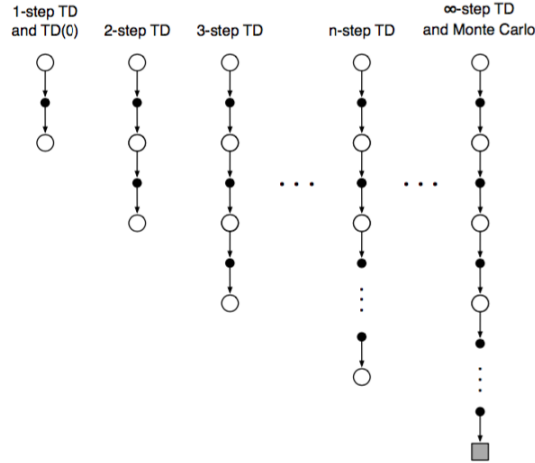 1-step TD
and TD(0)
2-step TD
3-step TD
n-step TD
∞-step TD
and Monte Carlo